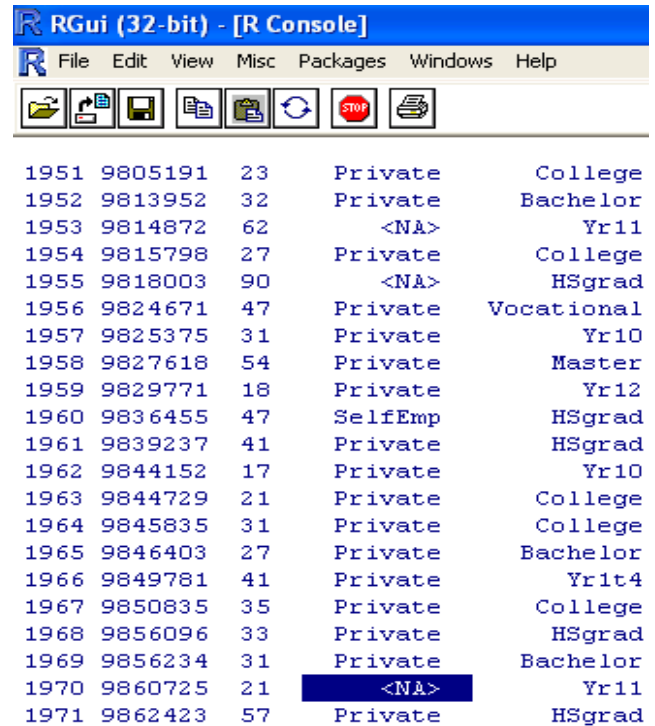 RGui (32-bit) - [R Console]
File Edit View Misc Packages Windows Help
STOP
1951 9805191 23 Private College
1952 9813952 32 Private Bachelor
1953 9814872 62 <NA> Yr11
1954 9815798 27 Private College
1955 9818003 90 <NA> HSgrad
1956 9824671 47 Private Vocational
1957 9825375 31 Private Yr10
1958 9827618 54 Private Master
1959 9829771 18 Private Yr12
1960 9836455 47 SelfEmp HSgrad
1961 9839237 41 Private HSgrad
1962 9844152 17 Private Yr10
1963 9844729 21 Private College
1964 9845835 31 Private College
1965 9846403 27 Private Bachelor
1966 9849781 41 Private Yr1t4
1967 9850835 35 Private College
1968 9856096 33 Private HSgrad
1969 9856234 31 Private Bachelor
1970 9860725 21 <NA> Yr11
1971 9862423 57 Private HSgrad